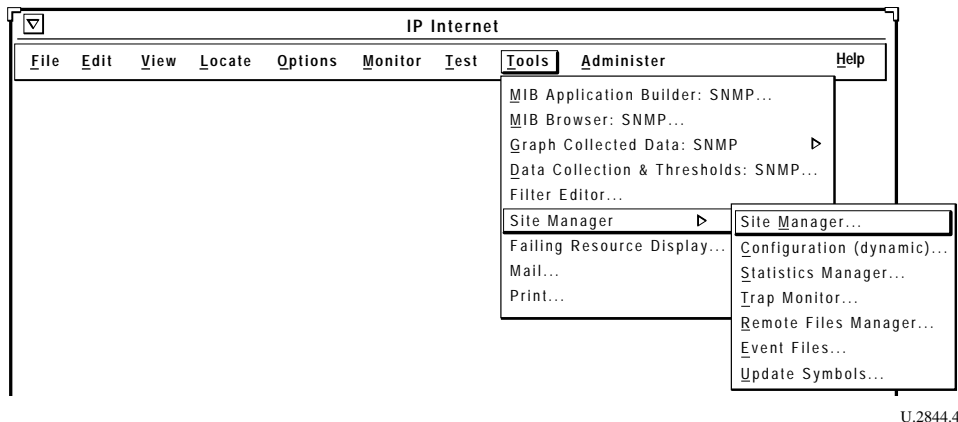 IP Internet
File Edit View Locate Options Monitor Test Tools Administer Help
MIB Application Builder: SNMP...
MIB Browser: SNMP...
Graph Collected Data: SNMP
Data Collection & Thresholds: SNMP...
Filter Editor...
Site Manager
Failing Resource Display...
Mail...
Print...
Site Manager...
Configuration (dynamic)...
Statistics Manager...
Trap Monitor...
Remote Files Manager...
Event Files...
Update Symbols...
U.2844.4